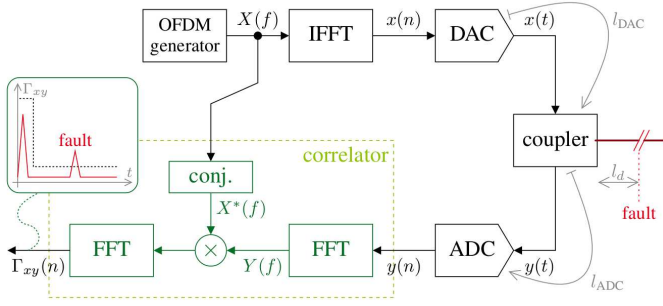 OFDM
generator
X(f)
IFFT
x(n)
DAC
x(t)
l_DAC
Γ_xy
fault
t
correlator
coupler
conj.
X*(f)
l_d
fault
FFT
Y(f)
FFT
ADC
Γ_xy(n)
y(n)
y(t)
l_ADC